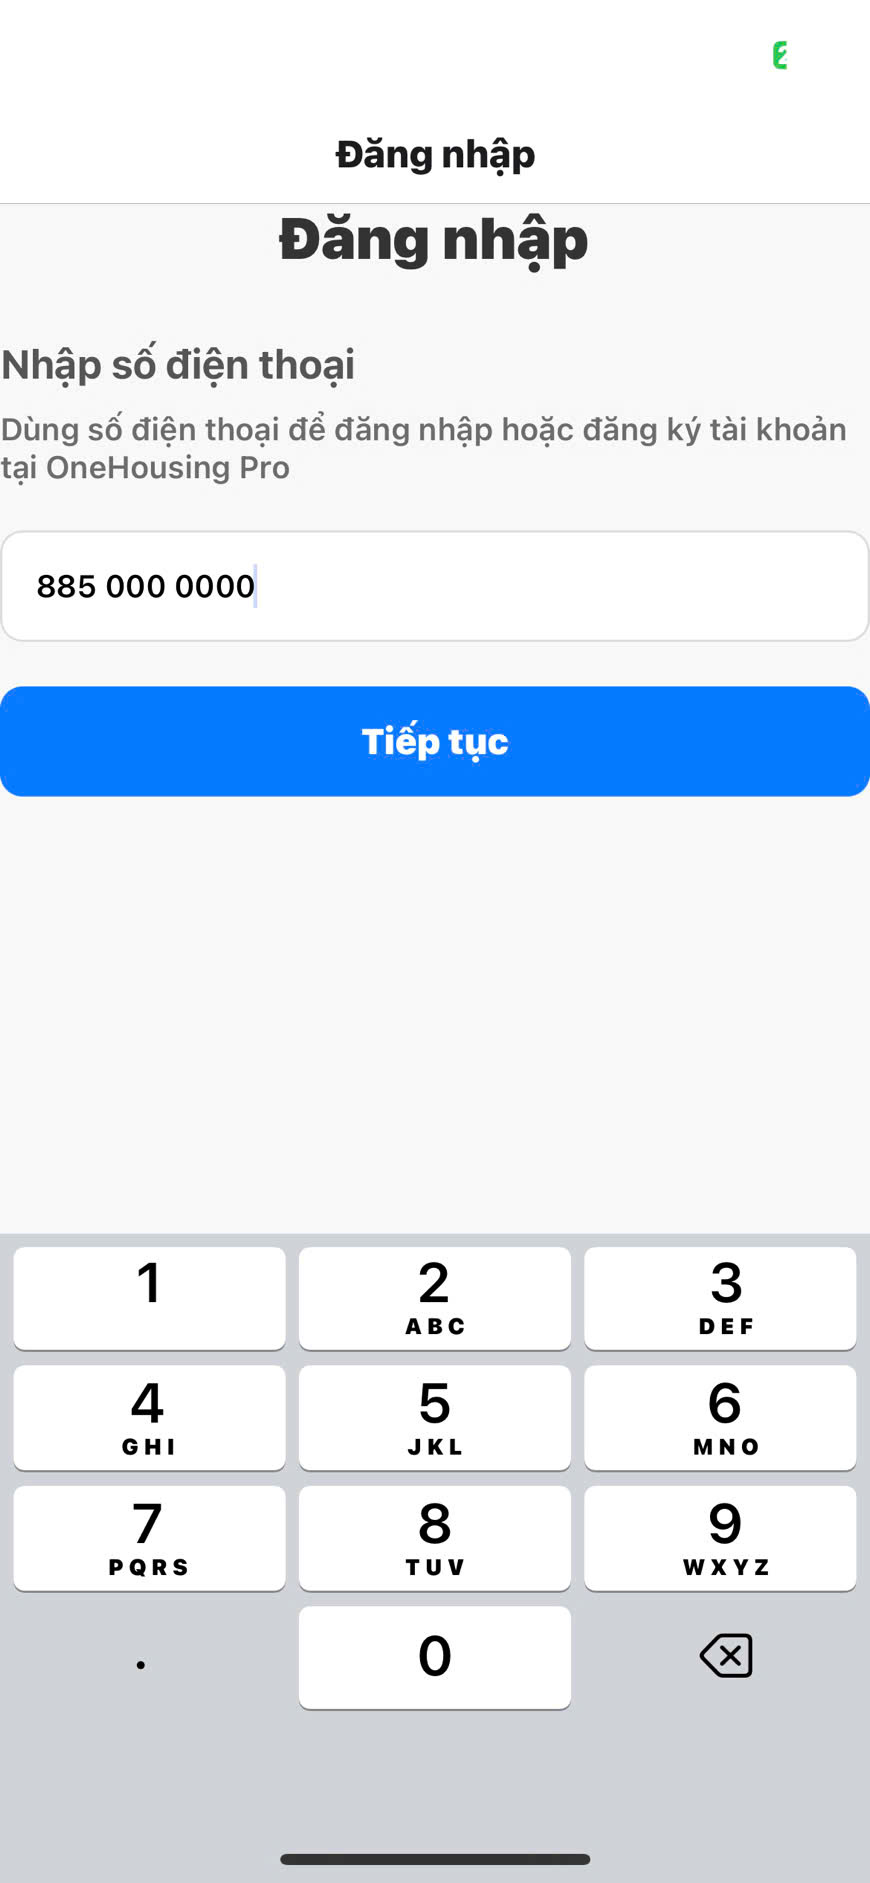 Đăng nhập
Đăng nhập
Nhập số điện thoại
Dùng số điện thoại để đăng nhập hoặc đăng ký tài khoản
tại OneHousing Pro
885 000 0000
Tiếp tục
1
2
ABC
3
DEF
4
GHI
5
JKL
6
MNO
7
PQRS
8
TUV
9
WXYZ
.
0